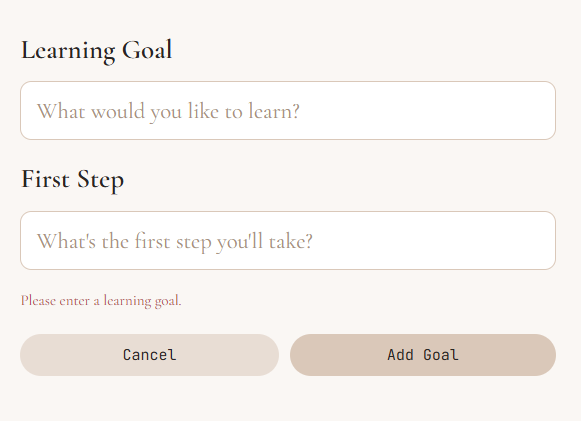 Learning Goal
What would you like to learn?
First Step
What's the first step you'll take?
Please enter a learning goal.
Cancel
Add Goal